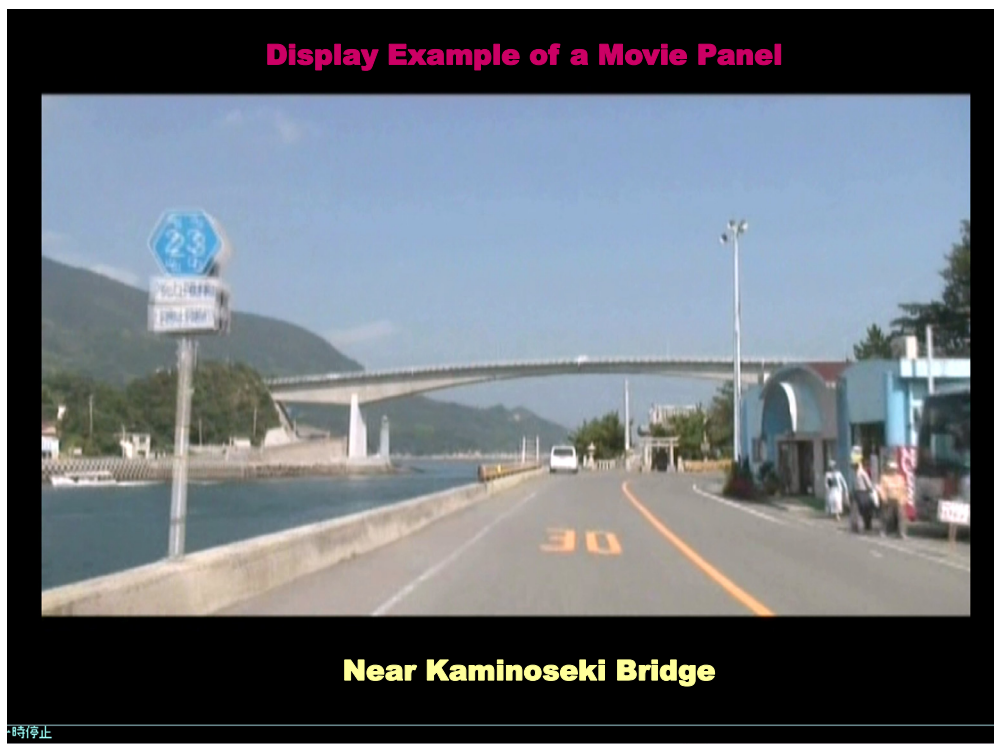 Display Example of a Movie Panel
23
30
Near Kaminoseki Bridge
時停止